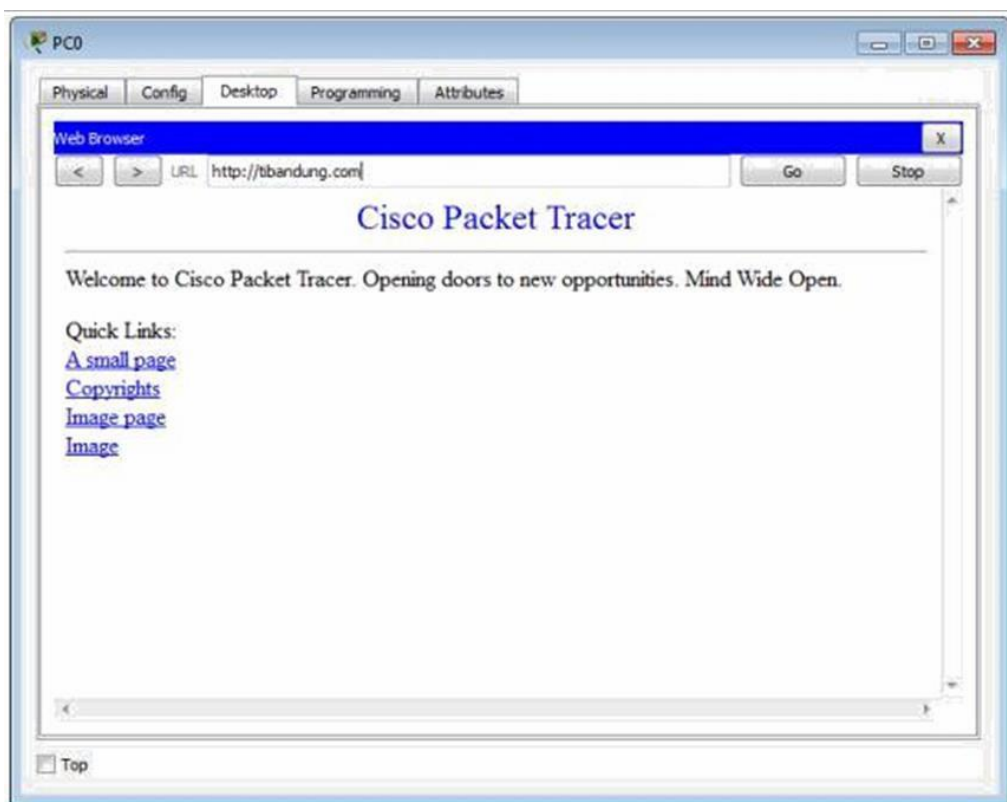 PC0
Physical Config Desktop Programming Attributes
Web Browser X
< > URL http://tibandung.com Go Stop
Cisco Packet Tracer
Welcome to Cisco Packet Tracer. Opening doors to new opportunities. Mind Wide Open.
Quick Links:
A small page
Copyrights
Image page
Image
Top